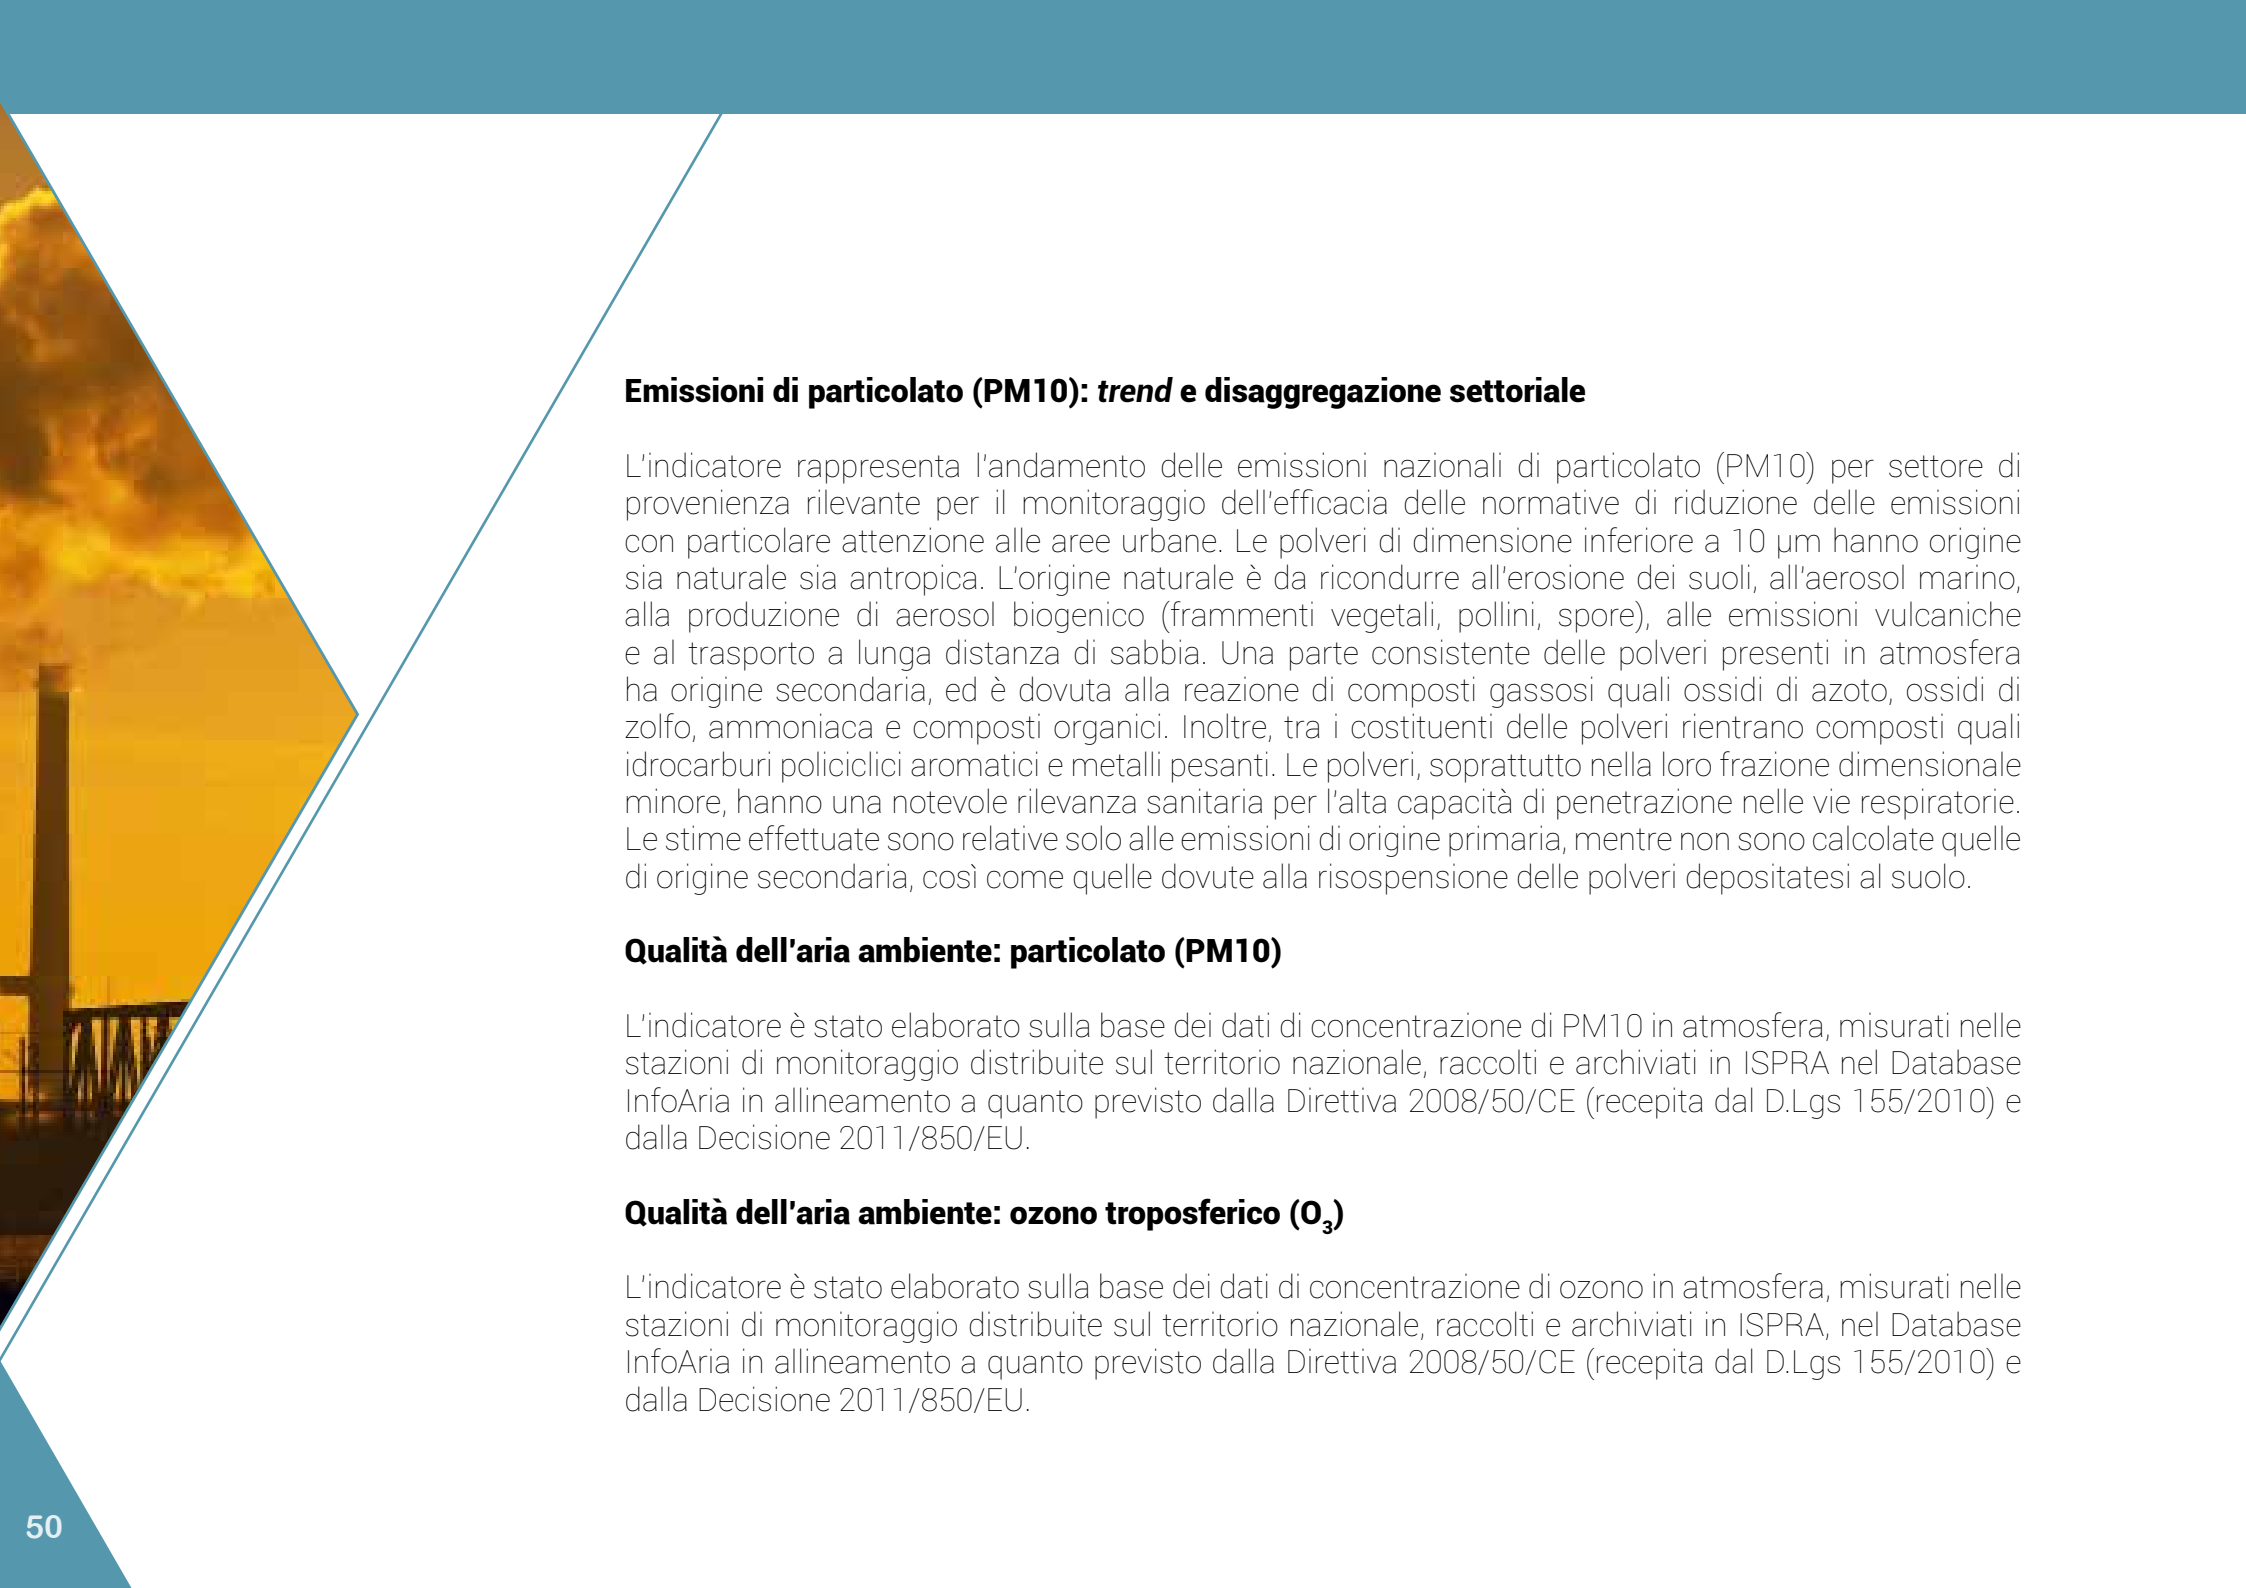 Emissioni di particolato (PM10): trend e disaggregazione settoriale
L'indicatore rappresenta l'andamento delle emissioni nazionali di particolato (PM10) per settore di
provenienza rilevante per il monitoraggio dell'efficacia delle normative di riduzione delle emissioni
con particolare attenzione alle aree urbane. Le polveri di dimensione inferiore a 10 µm hanno origine
sia naturale sia antropica. L'origine naturale è da ricondurre all'erosione dei suoli, all'aerosol marino,
alla produzione di aerosol biogenico (frammenti vegetali, pollini, spore), alle emissioni vulcaniche
e al trasporto a lunga distanza di sabbia. Una parte consistente delle polveri presenti in atmosfera
ha origine secondaria, ed è dovuta alla reazione di composti gassosi quali ossidi di azoto, ossidi di
zolfo, ammoniaca e composti organici. Inoltre, tra i costituenti delle polveri rientrano composti quali
idrocarburi policiclici aromatici e metalli pesanti. Le polveri, soprattutto nella loro frazione dimensionale
minore, hanno una notevole rilevanza sanitaria per l'alta capacità di penetrazione nelle vie respiratorie.
Le stime effettuate sono relative solo alle emissioni di origine primaria, mentre non sono calcolate quelle
di origine secondaria, così come quelle dovute alla risospensione delle polveri depositatesi al suolo.
Qualità dell'aria ambiente: particolato (PM10)
L'indicatore è stato elaborato sulla base dei dati di concentrazione di PM10 in atmosfera, misurati nelle
stazioni di monitoraggio distribuite sul territorio nazionale, raccolti e archiviati in ISPRA nel Database
InfoAria in allineamento a quanto previsto dalla Direttiva 2008/50/CE (recepita dal D.Lgs 155/2010) e
dalla Decisione 2011/850/EU.
Qualità dell'aria ambiente: ozono troposferico (O₃)
L'indicatore è stato elaborato sulla base dei dati di concentrazione di ozono in atmosfera, misurati nelle
stazioni di monitoraggio distribuite sul territorio nazionale, raccolti e archiviati in ISPRA, nel Database
InfoAria in allineamento a quanto previsto dalla Direttiva 2008/50/CE (recepita dal D.Lgs 155/2010) e
dalla Decisione 2011/850/EU.
50